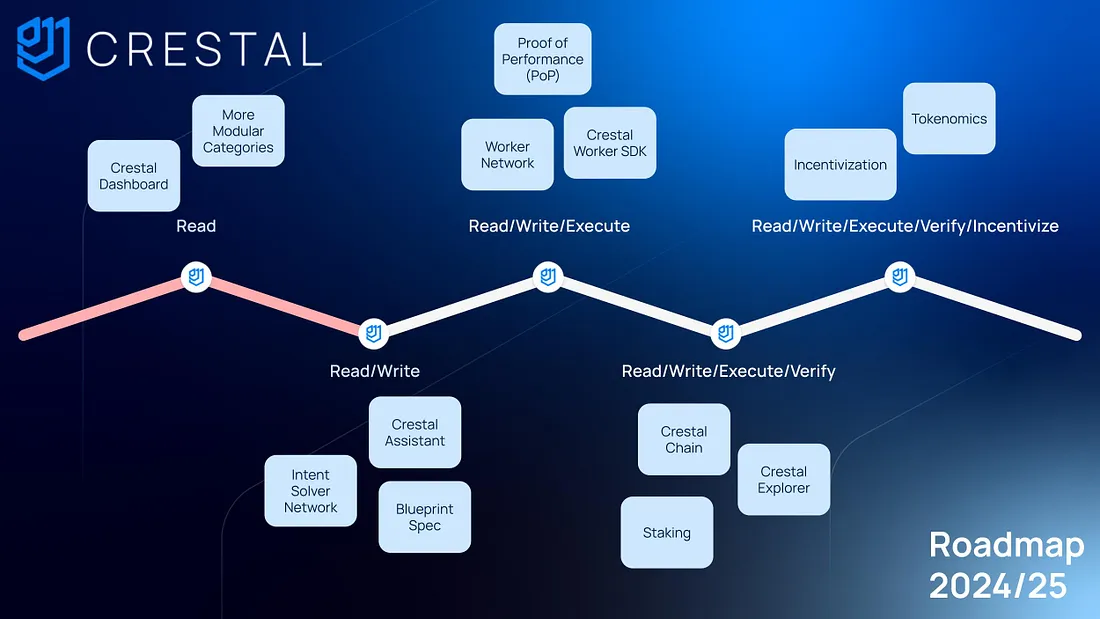 CRESTAL
Crestal
Dashboard
More
Modular
Categories
Read
Proof of
Performance
(PoP)
Worker
Network
Crestal
Worker SDK
Read/Write/Execute
Incentivization
Tokenomics
Read/Write/Execute/Verify/Incentivize
Read/Write
Crestal
Assistant
Intent
Solver
Network
Blueprint
Spec
Read/Write/Execute/Verify
Crestal
Chain
Crestal
Explorer
Staking
Roadmap
2024/25